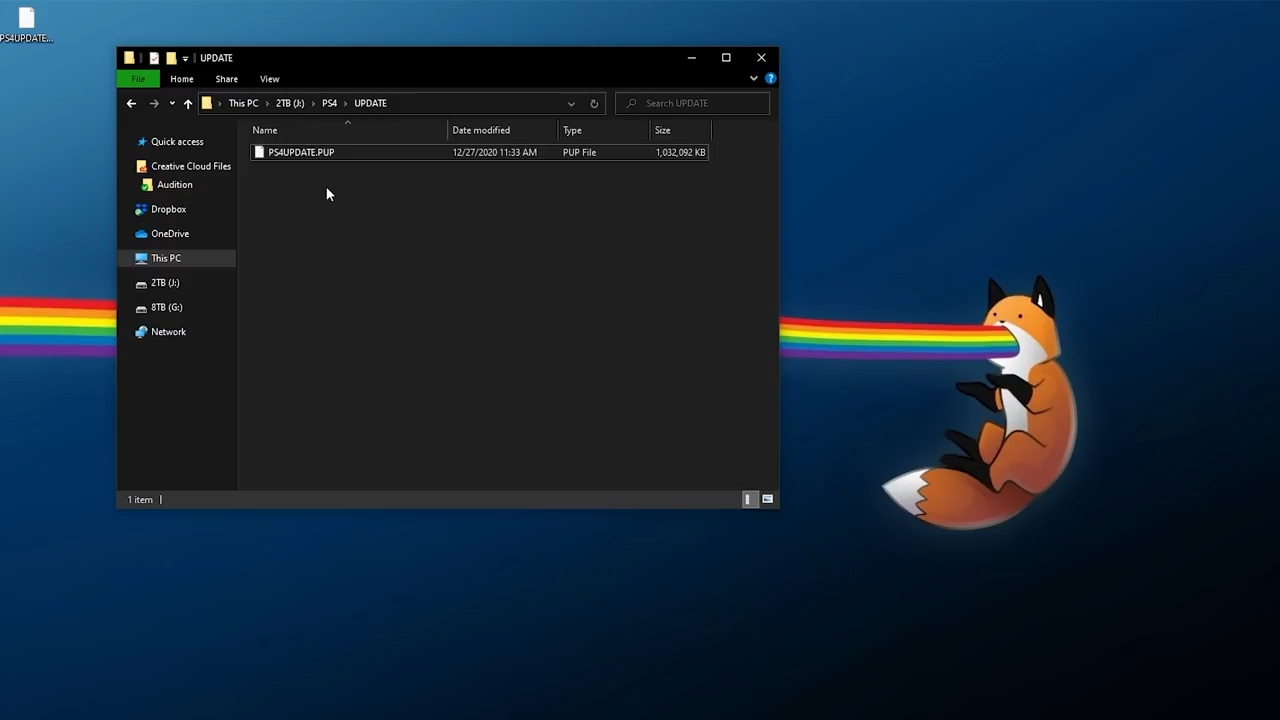 PS4UPDATE...
UPDATE
File Home Share View
This PC > 2TB (J:) > PS4 > UPDATE
Search UPDATE
Name Date modified Type Size
PS4UPDATE.PUP 12/27/2020 11:33 AM PUP File 1,032,092 KB
Quick access
Creative Cloud Files
Audition
Dropbox
OneDrive
This PC
2TB (J:)
8TB (G:)
Network
1 item